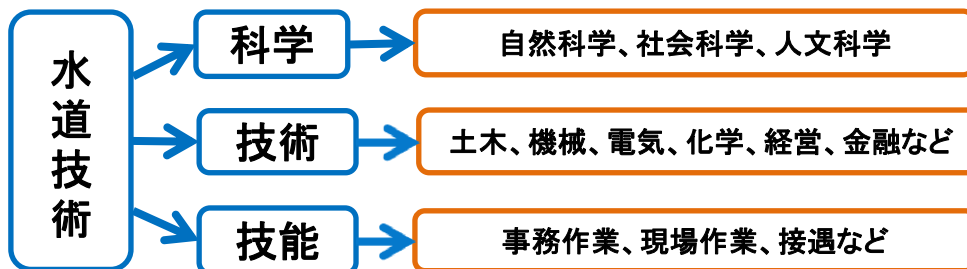 水道技術
科学
自然科学、社会科学、人文科学
技術
土木、機械、電気、化学、経営、金融など
技能
事務作業、現場作業、接遇など